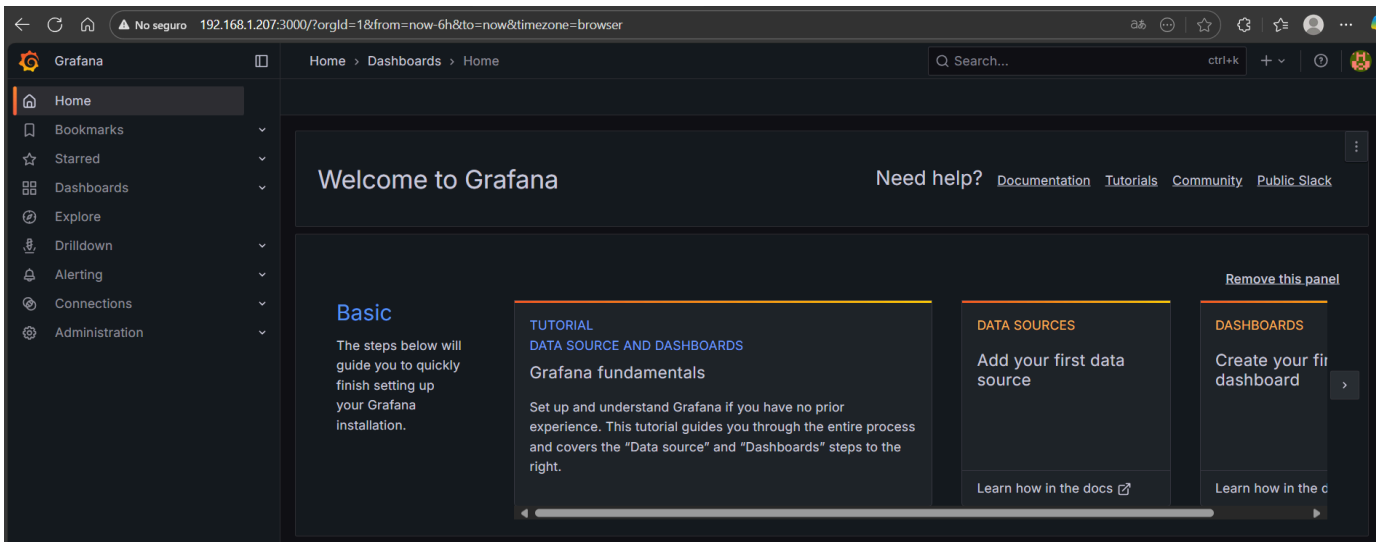 No seguro 192.168.1.207:3000/?orgId=1&from=now-6h&to=now&timezone=browser
Grafana
Home › Dashboards › Home
Search... ctrl+k
Home
Bookmarks
Starred
Dashboards
Explore
Drilldown
Alerting
Connections
Administration
Welcome to Grafana
Need help? Documentation Tutorials Community Public Slack
Remove this panel
Basic
The steps below will
guide you to quickly
finish setting up
your Grafana
installation.
TUTORIAL
DATA SOURCE AND DASHBOARDS
Grafana fundamentals
Set up and understand Grafana if you have no prior
experience. This tutorial guides you through the entire process
and covers the “Data source” and “Dashboards” steps to the
right.
DATA SOURCES
Add your first data
source
Learn how in the docs
DASHBOARDS
Create your
dashboard
Learn how in the